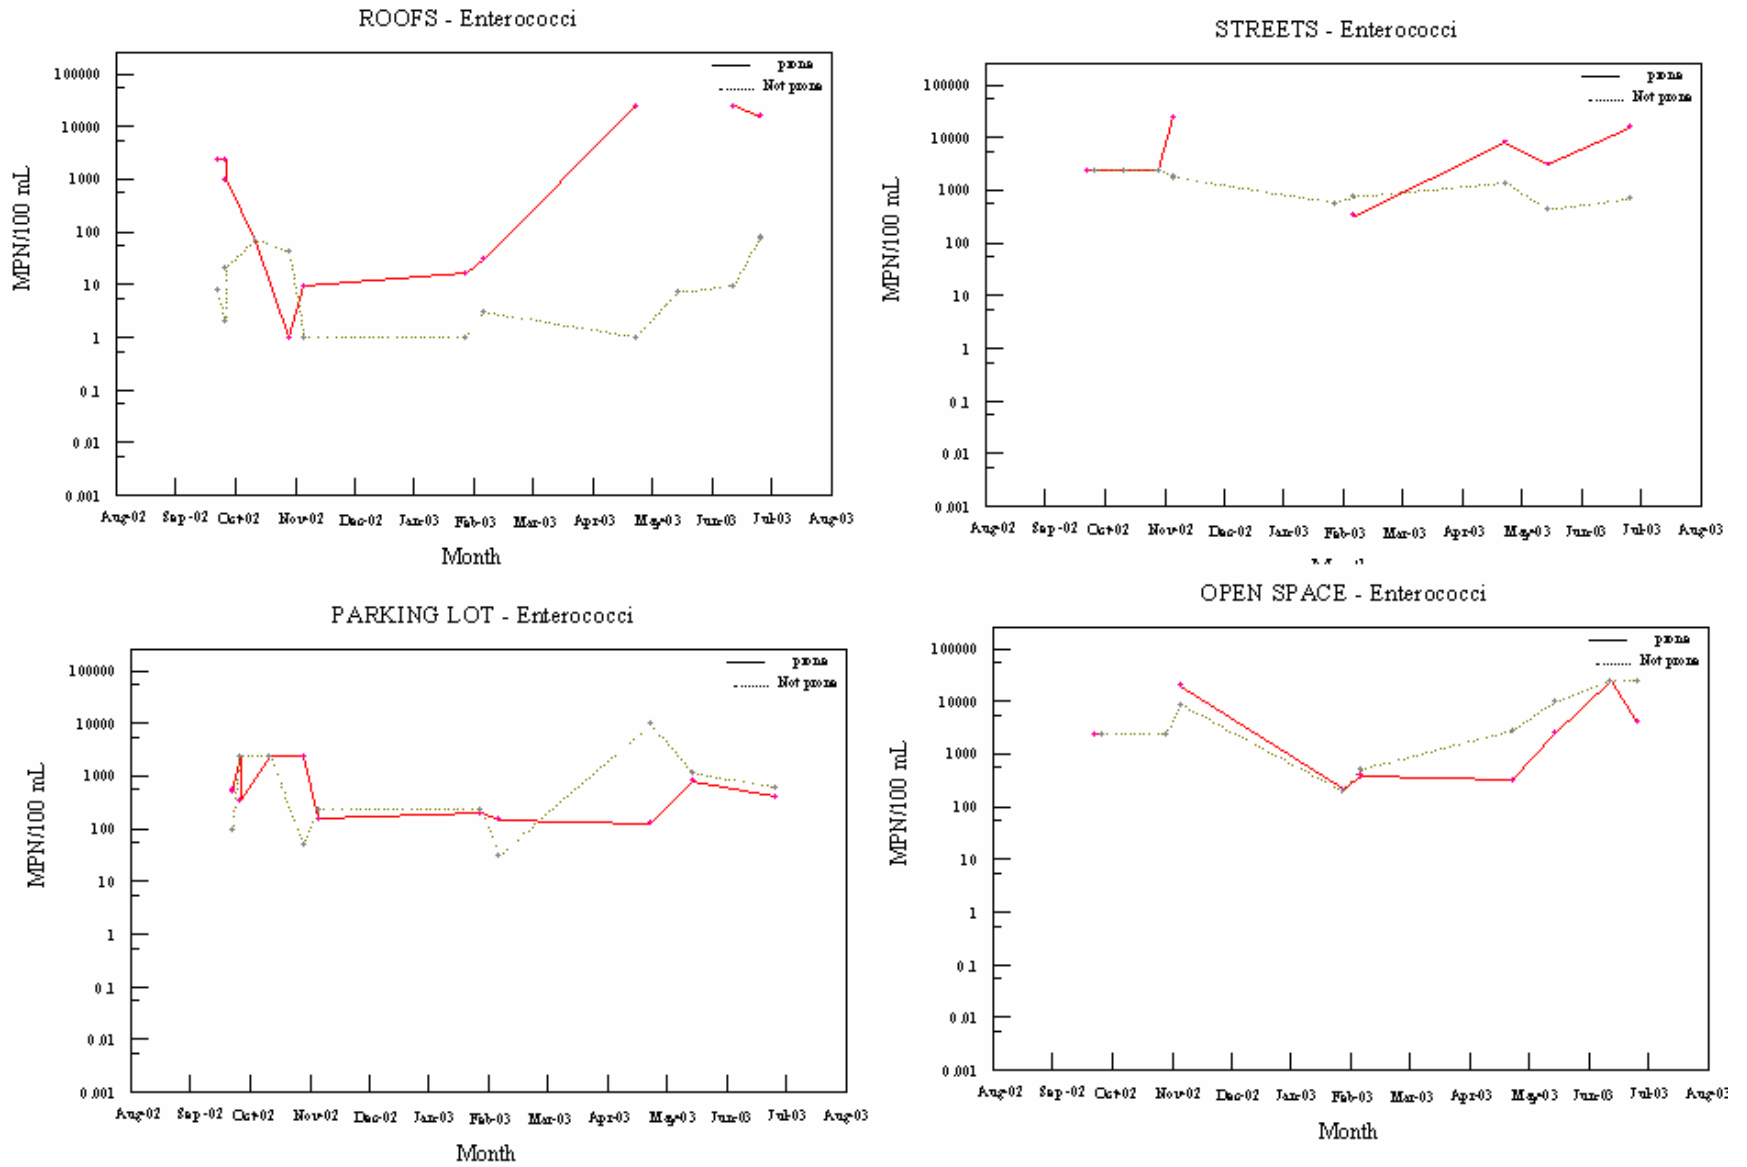 ROOFS - Enterococci
prone
Not prone
100000
10000
1000
100
10
1
0.1
0.01
0.001
MPN/100 mL
Aug-02 Sep-02 Oct-02 Nov-02 Dec-02 Jan-03 Feb-03 Mar-03 Apr-03 May-03 Jun-03 Jul-03 Aug-03
Month
STREETS - Enterococci
prone
Not prone
100000
10000
1000
100
10
1
0.1
0.01
0.001
MPN/100 mL
Aug-02 Sep-02 Oct-02 Nov-02 Dec-02 Jan-03 Feb-03 Mar-03 Apr-03 May-03 Jun-03 Jul-03 Aug-03
PARKING LOT - Enterococci
prone
Not prone
100000
10000
1000
100
10
1
0.1
0.01
0.001
MPN/100 mL
Aug-02 Sep-02 Oct-02 Nov-02 Dec-02 Jan-03 Feb-03 Mar-03 Apr-03 May-03 Jun-03 Jul-03 Aug-03
Month
OPEN SPACE - Enterococci
prone
Not prone
100000
10000
1000
100
10
1
0.1
0.01
0.001
MPN/100 mL
Aug-02 Sep-02 Oct-02 Nov-02 Dec-02 Jan-03 Feb-03 Mar-03 Apr-03 May-03 Jun-03 Jul-03 Aug-03
Month